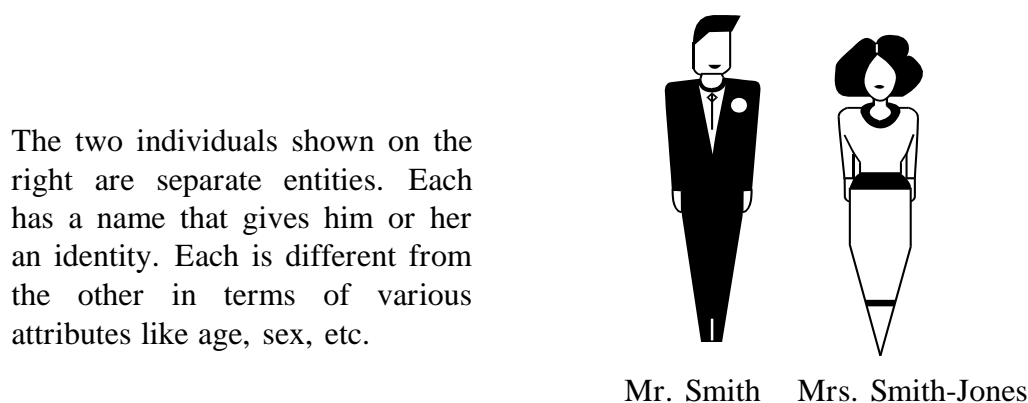 The two individuals shown on the
right are separate entities. Each
has a name that gives him or her
an identity. Each is different from
the other in terms of various
attributes like age, sex, etc.
Mr. Smith
Mrs. Smith-Jones